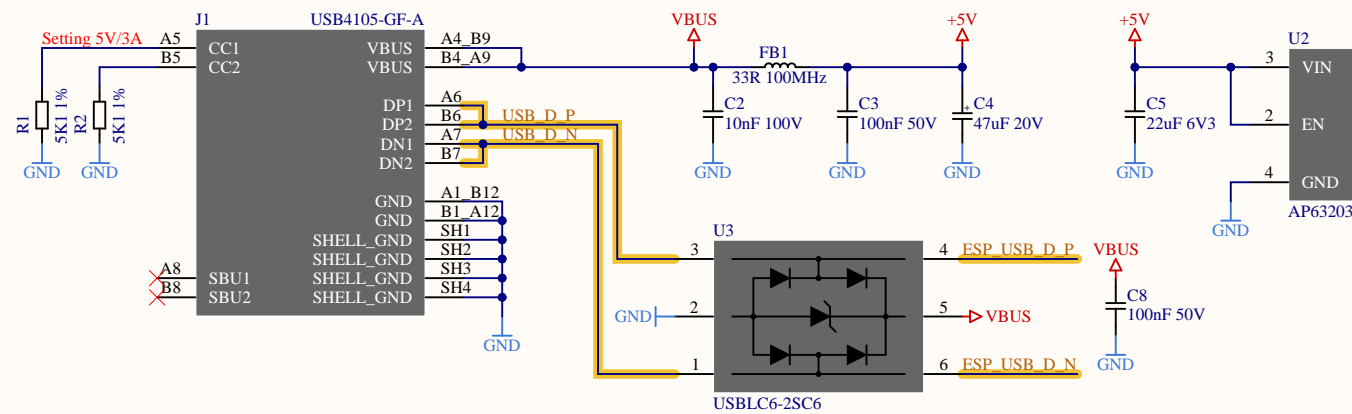 J1
USB4105-GF-A
Setting 5V/3A
A5
CC1
B5
CC2
R1
5K1 1%
R2
5K1 1%
GND
GND
VBUS
A4_B9
VBUS
B4_A9
DP1
A6
DP2
B6
DN1
A7
DN2
B7
USB_D_P
USB_D_N
GND
A1_B12
GND
B1_A12
SHELL_GND
SH1
SHELL_GND
SH2
SHELL_GND
SH3
SHELL_GND
SH4
A8
SBU1
B8
SBU2
GND
VBUS
FB1
33R 100MHz
C2
10nF 100V
GND
C3
100nF 50V
GND
+5V
+
C4
47uF 20V
GND
+5V
C5
22uF 6V3
GND
U2
3
VIN
2
EN
4
GND
GND
AP63203
U3
3
GND
2
1
4
ESP_USB_D_P
5
VBUS
6
ESP_USB_D_N
USBLC6-2SC6
VBUS
C8
100nF 50V
GND